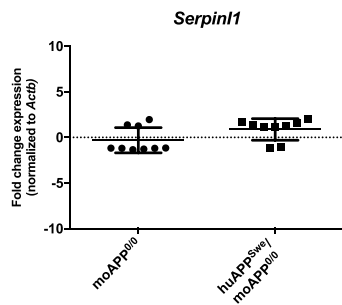 Serpinl1
Fold change expression
(normalized to Actb)
10
5
0
-5
-10
moAPP0/0
huAPPSwe/
moAPP0/0